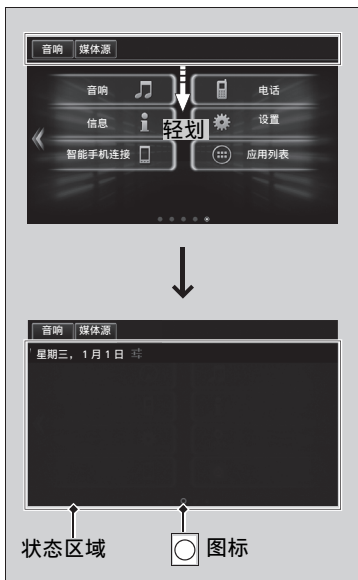 音响 媒体源
音响 电话
信息 轻划 设置
智能手机连接 应用列表
音响 媒体源
星期三，1月1日
状态区域 图标